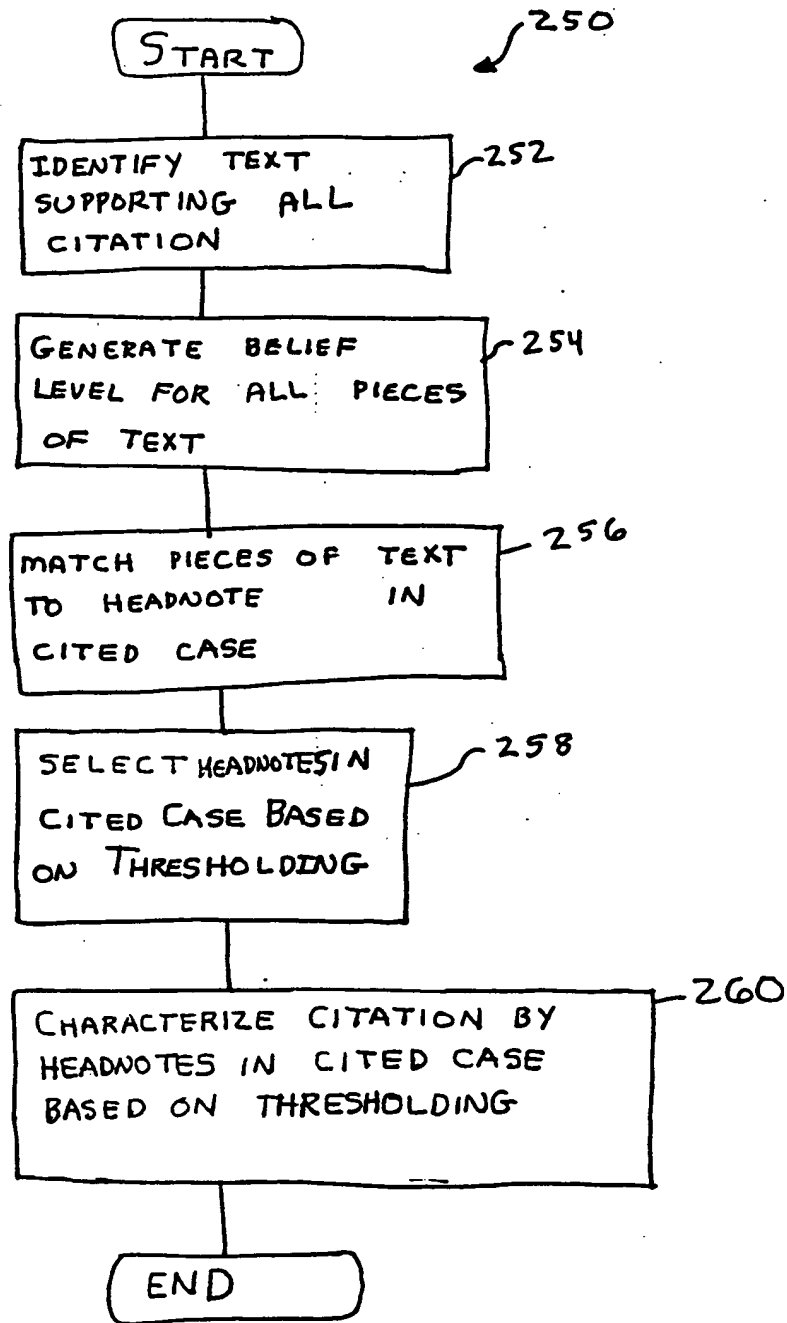 250
START
252
IDENTIFY TEXT
SUPPORTING ALL
CITATION
254
GENERATE BELIEF
LEVEL FOR ALL PIECES
OF TEXT
256
MATCH PIECES OF TEXT
TO HEADNOTE IN
CITED CASE
258
SELECT HEADNOTES IN
CITED CASE BASED
ON THRESHOLDING
260
CHARACTERIZE CITATION BY
HEADNOTES IN CITED CASE
BASED ON THRESHOLDING
END